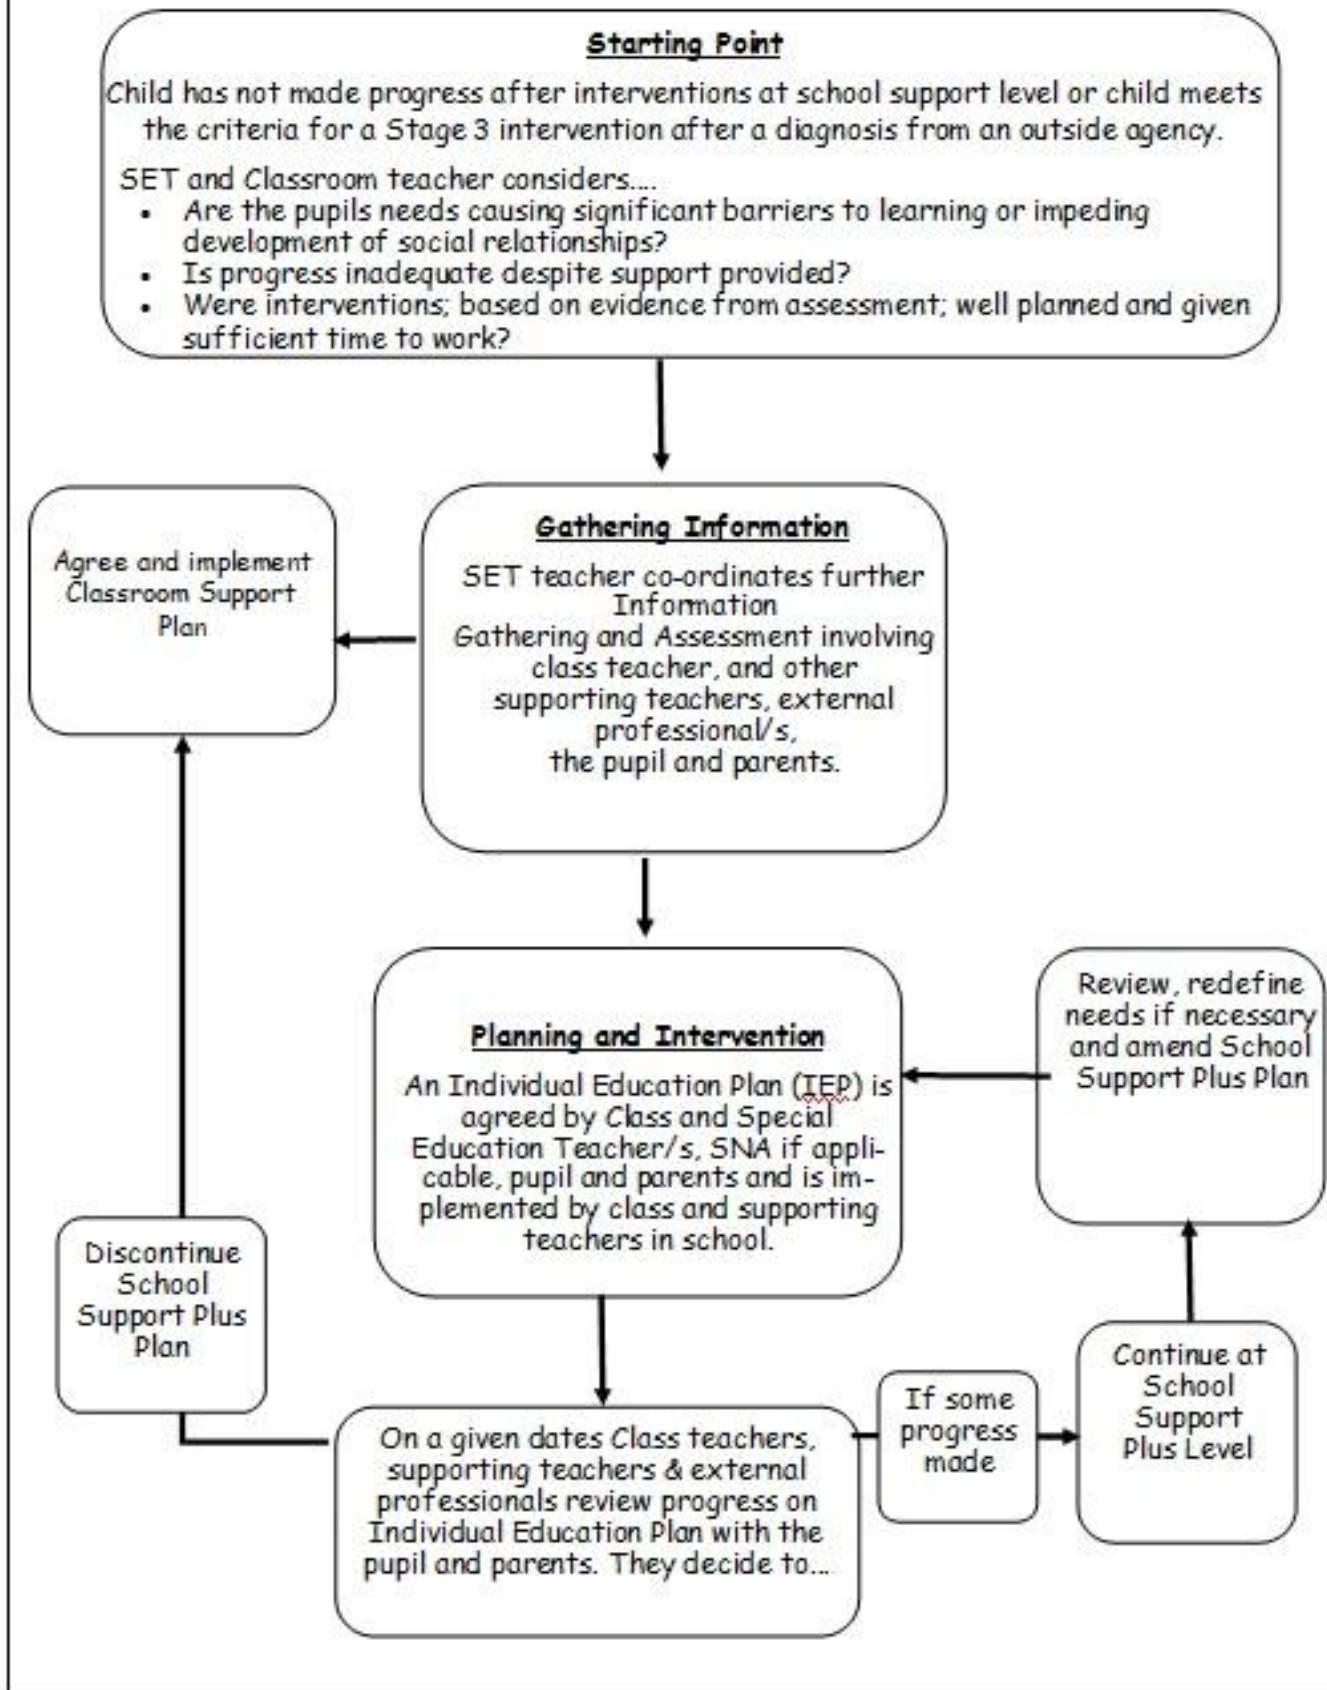 Starting Point
Child has not made progress after interventions at school support level or child meets
the criteria for a Stage 3 intervention after a diagnosis from an outside agency.
SET and Classroom teacher considers....
• Are the pupils needs causing significant barriers to learning or impeding
development of social relationships?
• Is progress inadequate despite support provided?
• Were interventions; based on evidence from assessment; well planned and given
sufficient time to work?
Agree and implement
Classroom Support
Plan
Gathering Information
SET teacher co-ordinates further
Information
Gathering and Assessment involving
class teacher, and other
supporting teachers, external
professional/s,
the pupil and parents.
Planning and Intervention
An Individual Education Plan (IEP) is
agreed by Class and Special
Education Teacher/s, SNA if appli-
cable, pupil and parents and is im-
plemented by class and supporting
teachers in school.
Review, redefine
needs if necessary
and amend School
Support Plus Plan
Discontinue
School
Support Plus
Plan
On a given dates Class teachers,
supporting teachers & external
professionals review progress on
Individual Education Plan with the
pupil and parents. They decide to...
If some
progress
made
Continue at
School
Support
Plus Level